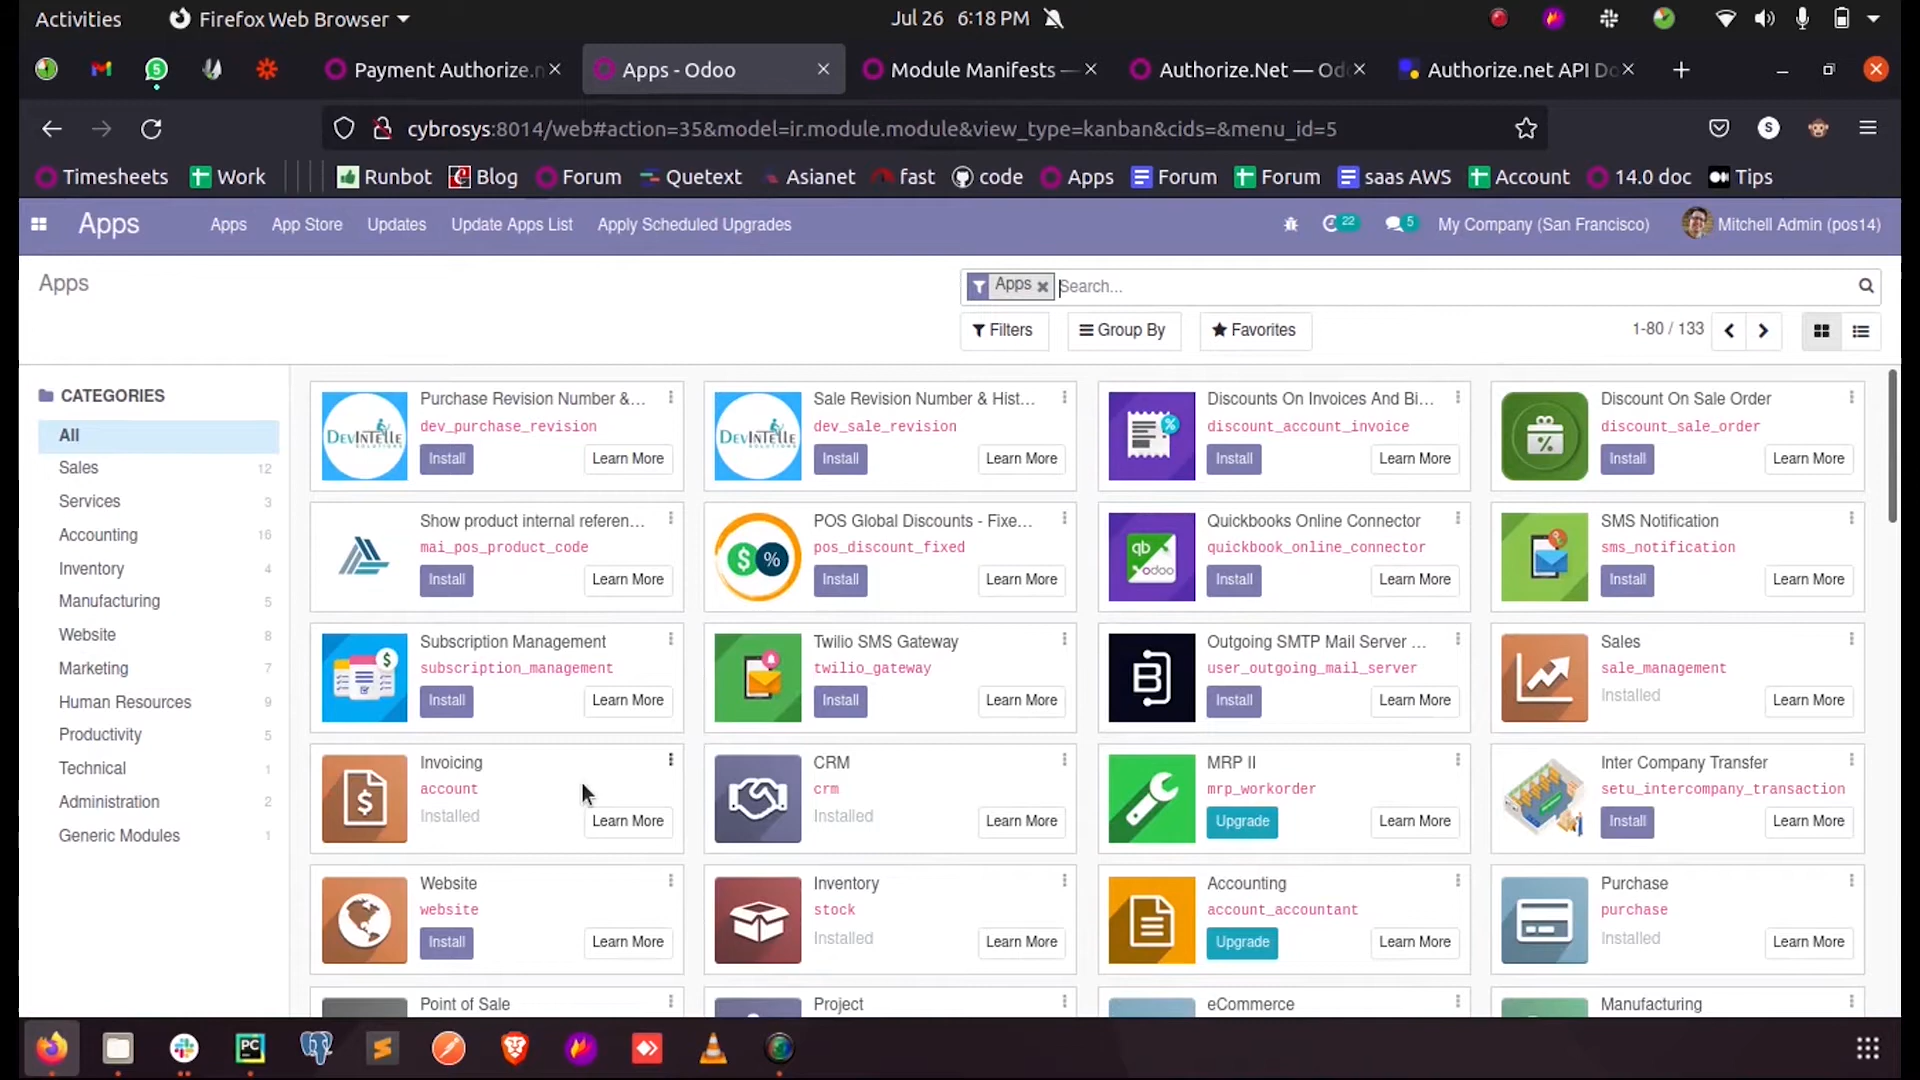 Activities
Firefox Web Browser
Jul 26 6:18 PM
5
Payment Authorize.n
Apps - Odoo
Module Manifests —
Authorize.Net — Od
Authorize.net API Do
cybrosys:8014/web#action=35&model=ir.module.module&view_type=kanban&cids=&menu_id=5
S
Timesheets
Work
Runbot
Blog
Forum
Quetext
Asianet
fast
code
Apps
Forum
Forum
saas AWS
Account
14.0 doc
Tips
Apps
Apps
App Store
Updates
Update Apps List
Apply Scheduled Upgrades
22
5
My Company (San Francisco)
Mitchell Admin (pos14)
Apps
Apps
Search...
Filters
Group By
Favorites
1-80 / 133
CATEGORIES
All
Sales 12
Services 3
Accounting 16
Inventory 4
Manufacturing 5
Website 8
Marketing 7
Human Resources 9
Productivity 5
Technical 1
Administration 2
Generic Modules 1
DEVINTELLE
Purchase Revision Number &...
dev_purchase_revision
Install
Learn More
DEVINTELLE
Sale Revision Number & Hist...
dev_sale_revision
Install
Learn More
Discounts On Invoices And Bi...
discount_account_invoice
Install
Learn More
Discount On Sale Order
discount_sale_order
Install
Learn More
Show product internal referen...
mai_pos_product_code
Install
Learn More
POS Global Discounts - Fixe...
pos_discount_fixed
Install
Learn More
qb
odoo
Quickbooks Online Connector
quickbook_online_connector
Install
Learn More
SMS Notification
sms_notification
Install
Learn More
Subscription Management
subscription_management
Install
Learn More
Twilio SMS Gateway
twilio_gateway
Install
Learn More
Outgoing SMTP Mail Server ...
user_outgoing_mail_server
Install
Learn More
Sales
sale_management
Installed
Learn More
Invoicing
account
Installed
Learn More
CRM
crm
Installed
Learn More
MRP II
mrp_workorder
Upgrade
Learn More
Inter Company Transfer
setu_intercompany_transaction
Install
Learn More
Website
website
Install
Learn More
Inventory
stock
Installed
Learn More
Accounting
account_accountant
Upgrade
Learn More
Purchase
purchase
Installed
Learn More
Point of Sale
Project
eCommerce
Manufacturing
PC